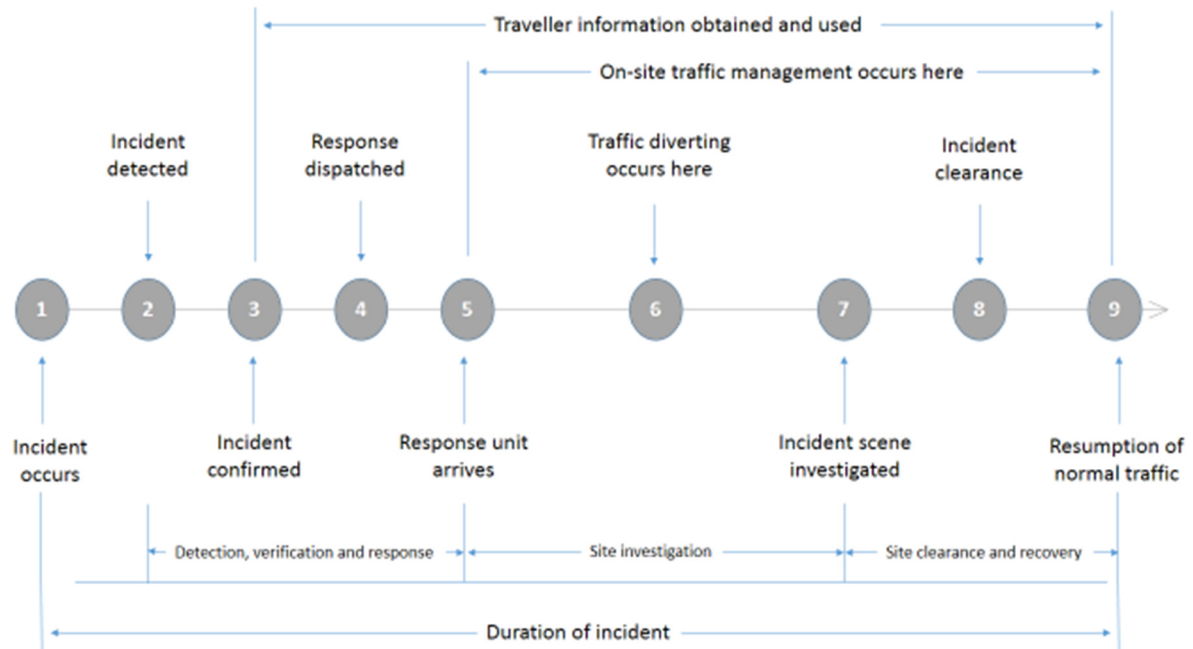 Traveller information obtained and used
On-site traffic management occurs here
Incident
detected
Response
dispatched
Traffic diverting
occurs here
Incident
clearance
1
2
3
4
5
6
7
8
9
Incident
occurs
Incident
confirmed
Response unit
arrives
Incident scene
investigated
Resumption of
normal traffic
Detection, verification and response
Site investigation
Site clearance and recovery
Duration of incident